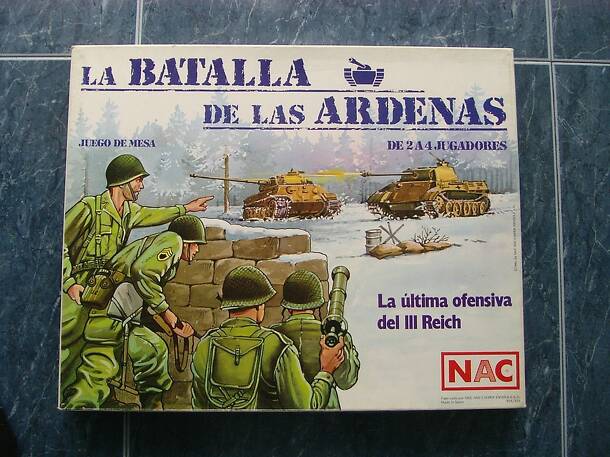 LA BATALLA
DE LAS ARDENAS
JUEGO DE MESA
DE 2 A 4 JUGADORES
La última ofensiva
del III Reich
NAC